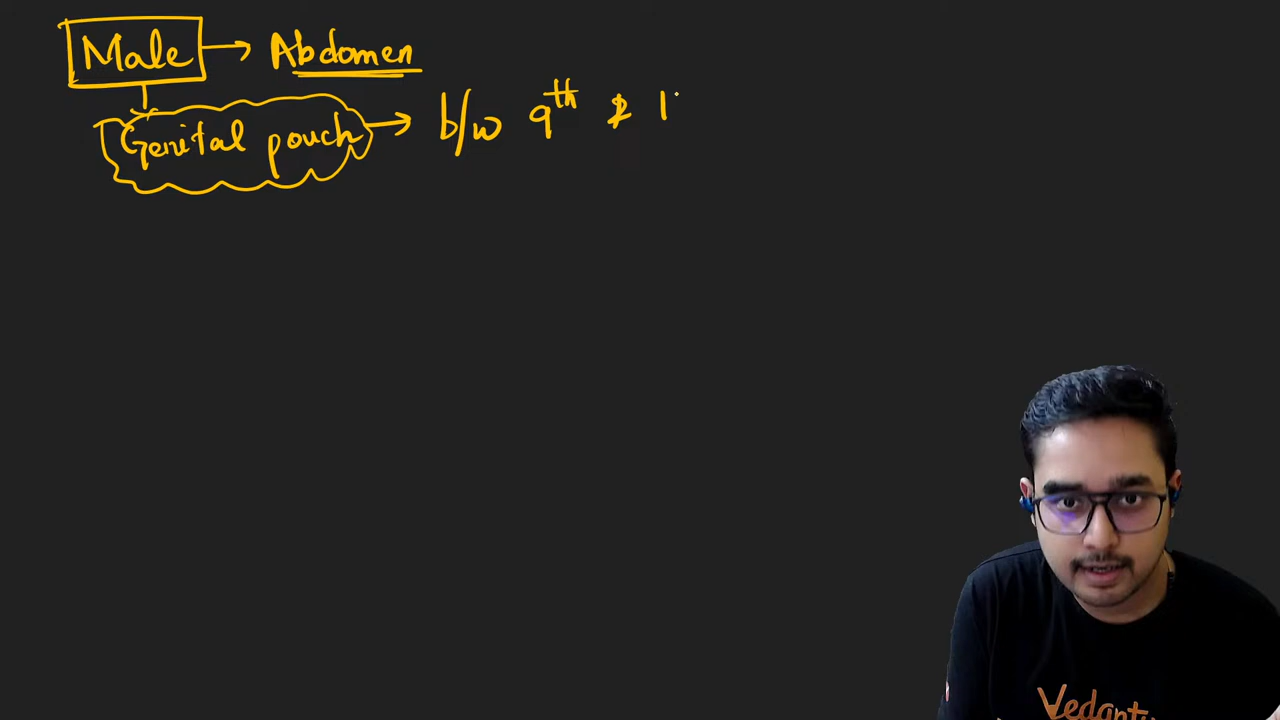 Male → Abdomen
Genital pouch → b/w 9th & 1
Vedantu